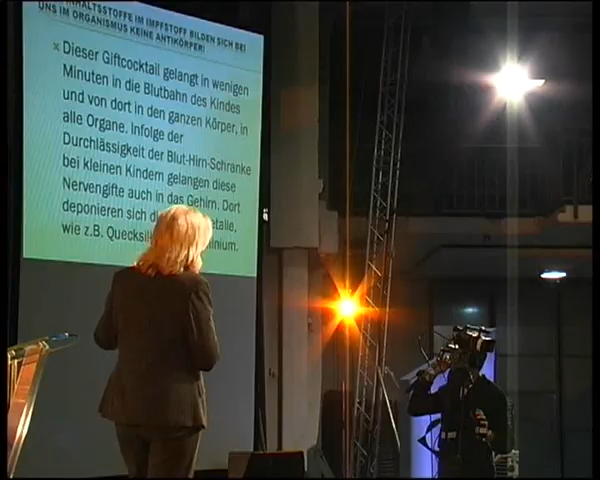 INHALTSSTOFFE IM IMPFSTOFF BILDEN SICH BEI
UNS IM ORGANISMUS KEINE ANTIKÖRPER!
x Dieser Giftcocktail gelangt in wenigen
Minuten in die Blutbahn des Kindes
und von dort in den ganzen Körper, in
alle Organe. Infolge der
Durchlässigkeit der Blut-Hirn-Schranke
bei kleinen Kindern, gelangen diese
Nervengifte auch in das Gehirn. Dort
deponieren sich
wie z.B.